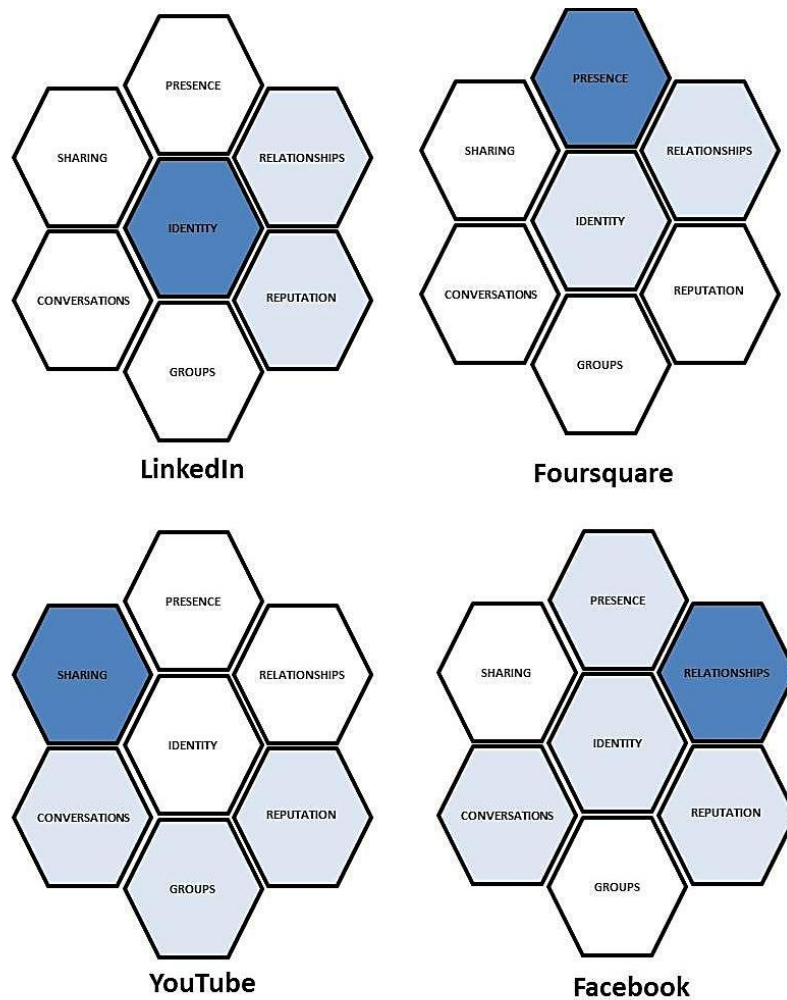 PRESENCE
SHARING
RELATIONSHIPS
IDENTITY
CONVERSATIONS
REPUTATION
GROUPS
LinkedIn
PRESENCE
SHARING
RELATIONSHIPS
IDENTITY
CONVERSATIONS
REPUTATION
GROUPS
Foursquare
PRESENCE
SHARING
RELATIONSHIPS
IDENTITY
CONVERSATIONS
REPUTATION
GROUPS
YouTube
PRESENCE
SHARING
RELATIONSHIPS
IDENTITY
CONVERSATIONS
REPUTATION
GROUPS
Facebook